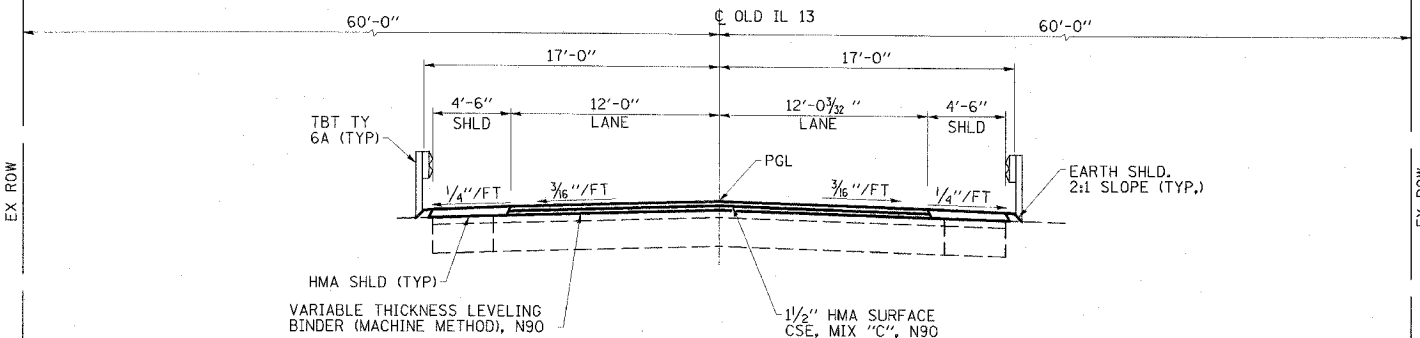 ℄ OLD IL 13
60'-0"
60'-0"
17'-0"
17'-0"
4'-6"
SHLD
12'-0"
LANE
12'-0 3/32 "
LANE
4'-6"
SHLD
TBT TY
6A (TYP)
PGL
EX ROW
EX ROW
1/4"/FT
3/16"/FT
3/16"/FT
1/4"/FT
EARTH SHLD.
2:1 SLOPE (TYP.)
HMA SHLD (TYP)
VARIABLE THICKNESS LEVELING
BINDER (MACHINE METHOD), N90
1 1/2" HMA SURFACE
CSE, MIX "C", N90